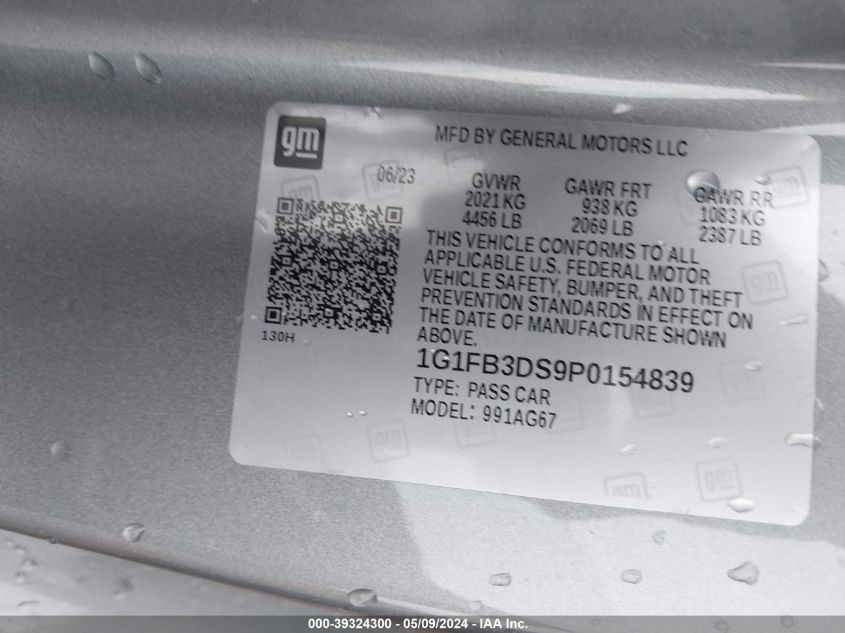 gm
MFD BY GENERAL MOTORS LLC
06/23
GVWR GAWR FRT GAWR RR
2021 KG 938 KG 1083 KG
4456 LB 2069 LB 2387 LB
THIS VEHICLE CONFORMS TO ALL
APPLICABLE U.S. FEDERAL MOTOR
VEHICLE SAFETY, BUMPER, AND THEFT
PREVENTION STANDARDS IN EFFECT ON
THE DATE OF MANUFACTURE SHOWN
ABOVE.
130H
1G1FB3DS9P0154839
TYPE: PASS CAR
MODEL: 991AG67
000-39324300 - 05/09/2024 - IAA Inc.